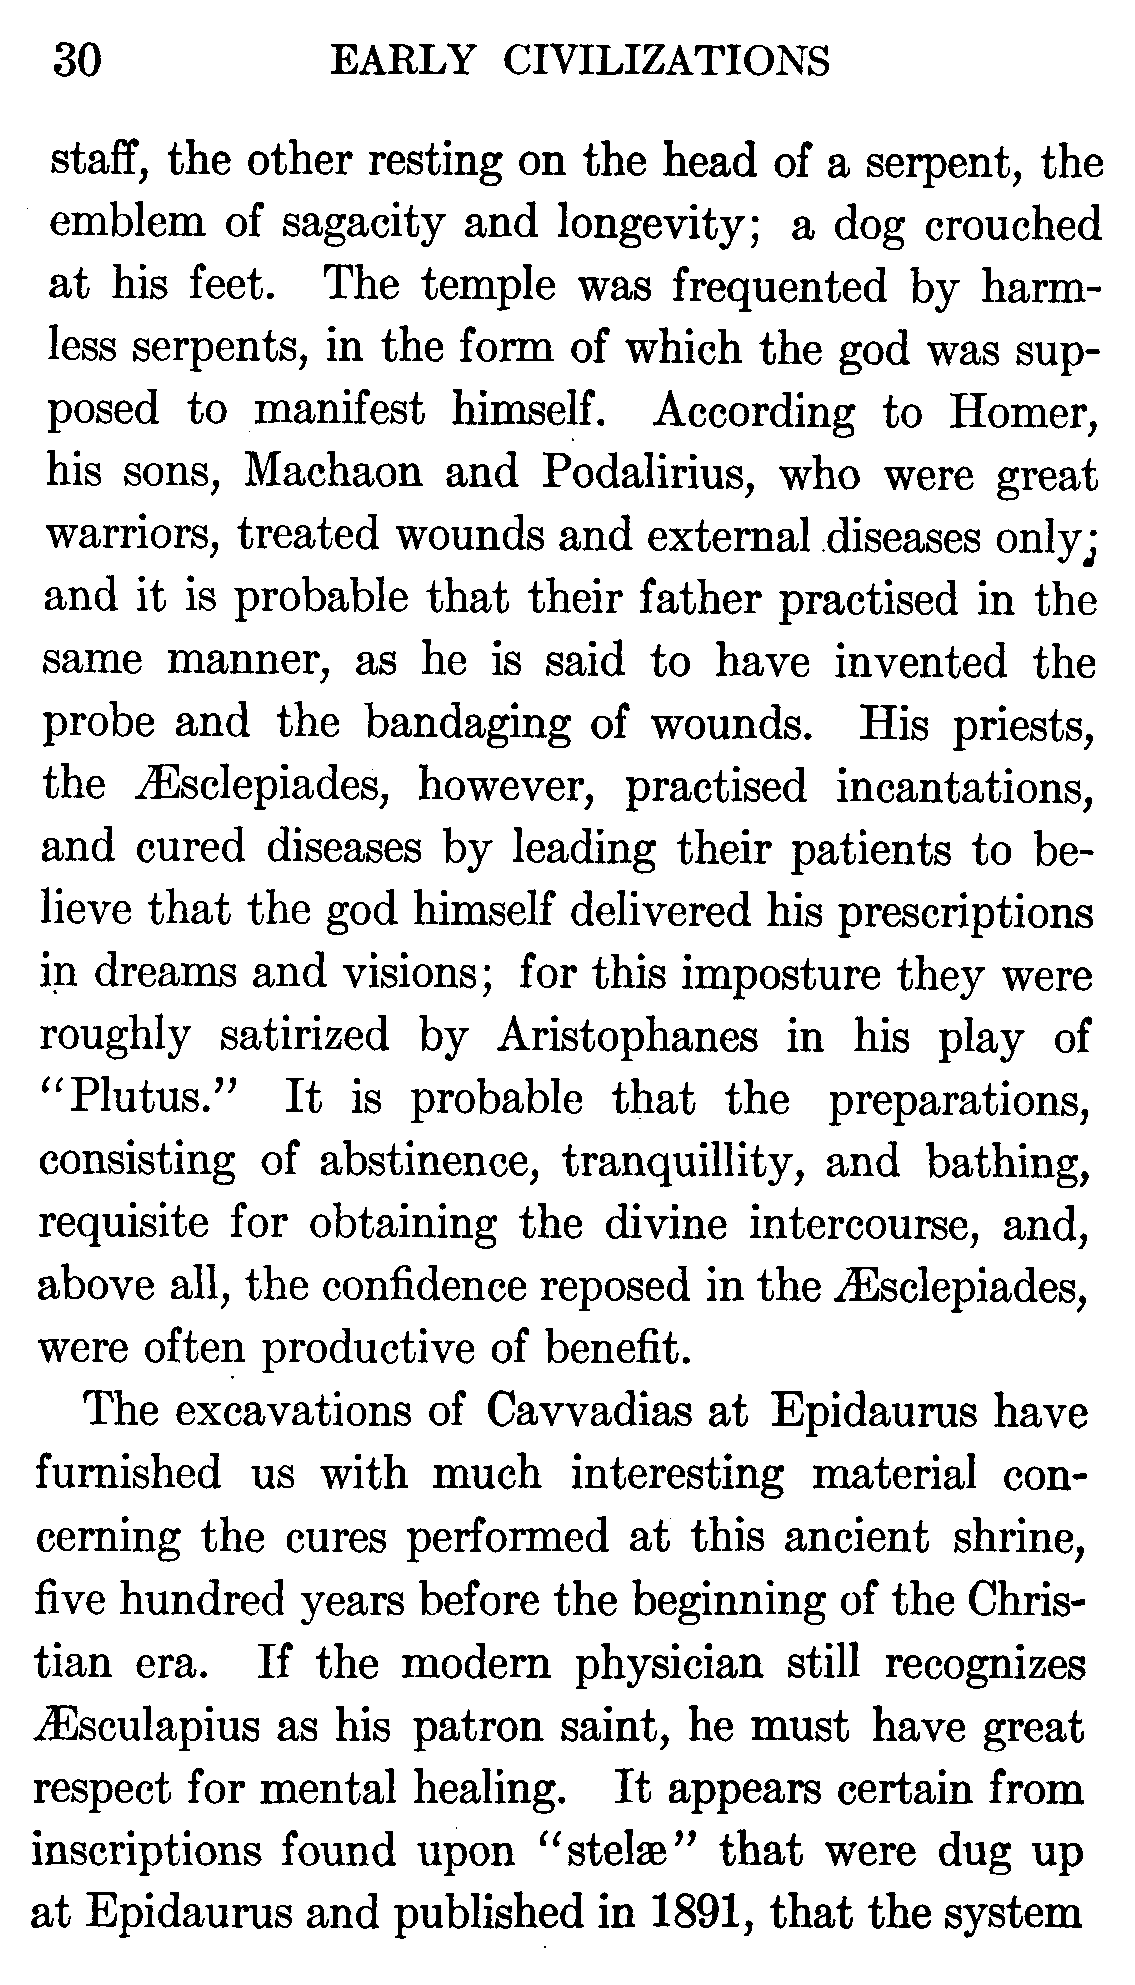 30 EARLY CIVILIZATIONS
staff, the other resting on the head of a serpent, the
emblem of sagacity and longevity; a dog crouched
at his feet. The temple was frequented by harm-
less serpents, in the form of which the god was sup-
posed to manifest himself. According to Homer,
his sons, Machaon and Podalirius, who were great
warriors, treated wounds and external diseases only;
and it is probable that their father practised in the
same manner, as he is said to have invented the
probe and the bandaging of wounds. His priests,
the Æsclepiades, however, practised incantations,
and cured diseases by leading their patients to be-
lieve that the god himself delivered his prescriptions
in dreams and visions; for this imposture they were
roughly satirized by Aristophanes in his play of
“Plutus.” It is probable that the preparations,
consisting of abstinence, tranquillity, and bathing,
requisite for obtaining the divine intercourse, and,
above all, the confidence reposed in the Æsclepiades,
were often productive of benefit.
The excavations of Cavvadias at Epidaurus have
furnished us with much interesting material con-
cerning the cures performed at this ancient shrine,
five hundred years before the beginning of the Chris-
tian era. If the modern physician still recognizes
Æsculapius as his patron saint, he must have great
respect for mental healing. It appears certain from
inscriptions found upon “stelæ” that were dug up
at Epidaurus and published in 1891, that the system